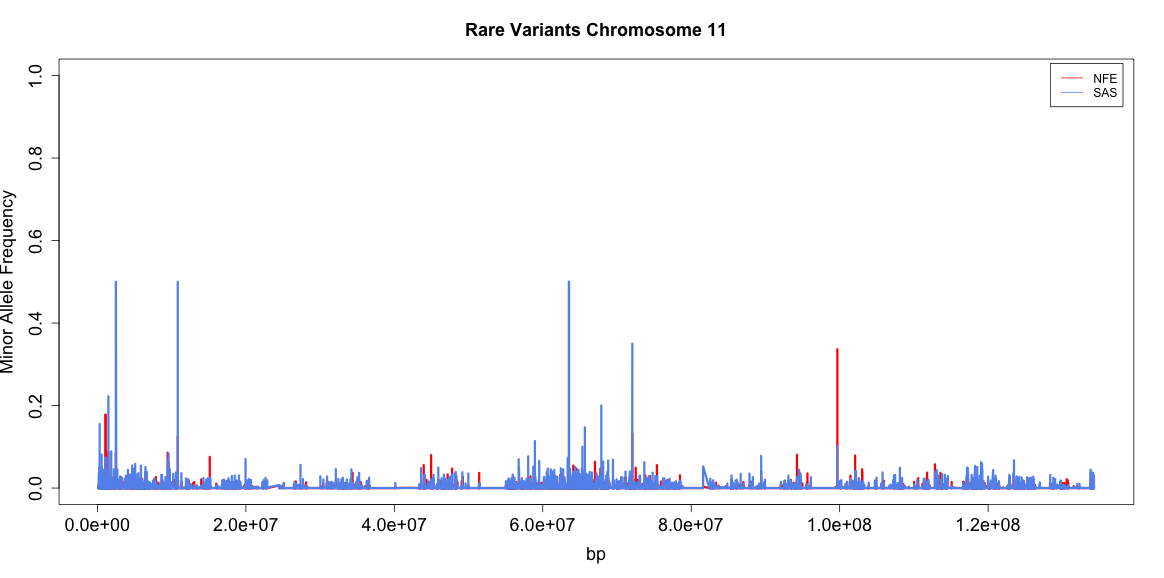 Rare Variants Chromosome 11
NFE
SAS
Minor Allele Frequency
1.0
0.8
0.6
0.4
0.2
0.0
0.0e+00 2.0e+07 4.0e+07 6.0e+07 8.0e+07 1.0e+08 1.2e+08
bp